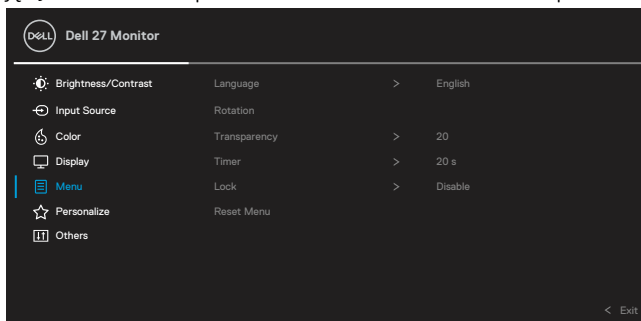 DELL Dell 27 Monitor
Brightness/Contrast Language > English
Input Source Rotation
Color Transparency > 20
Display Timer > 20 s
Menu Lock > Disable
Personalize Reset Menu
Others
< Exit